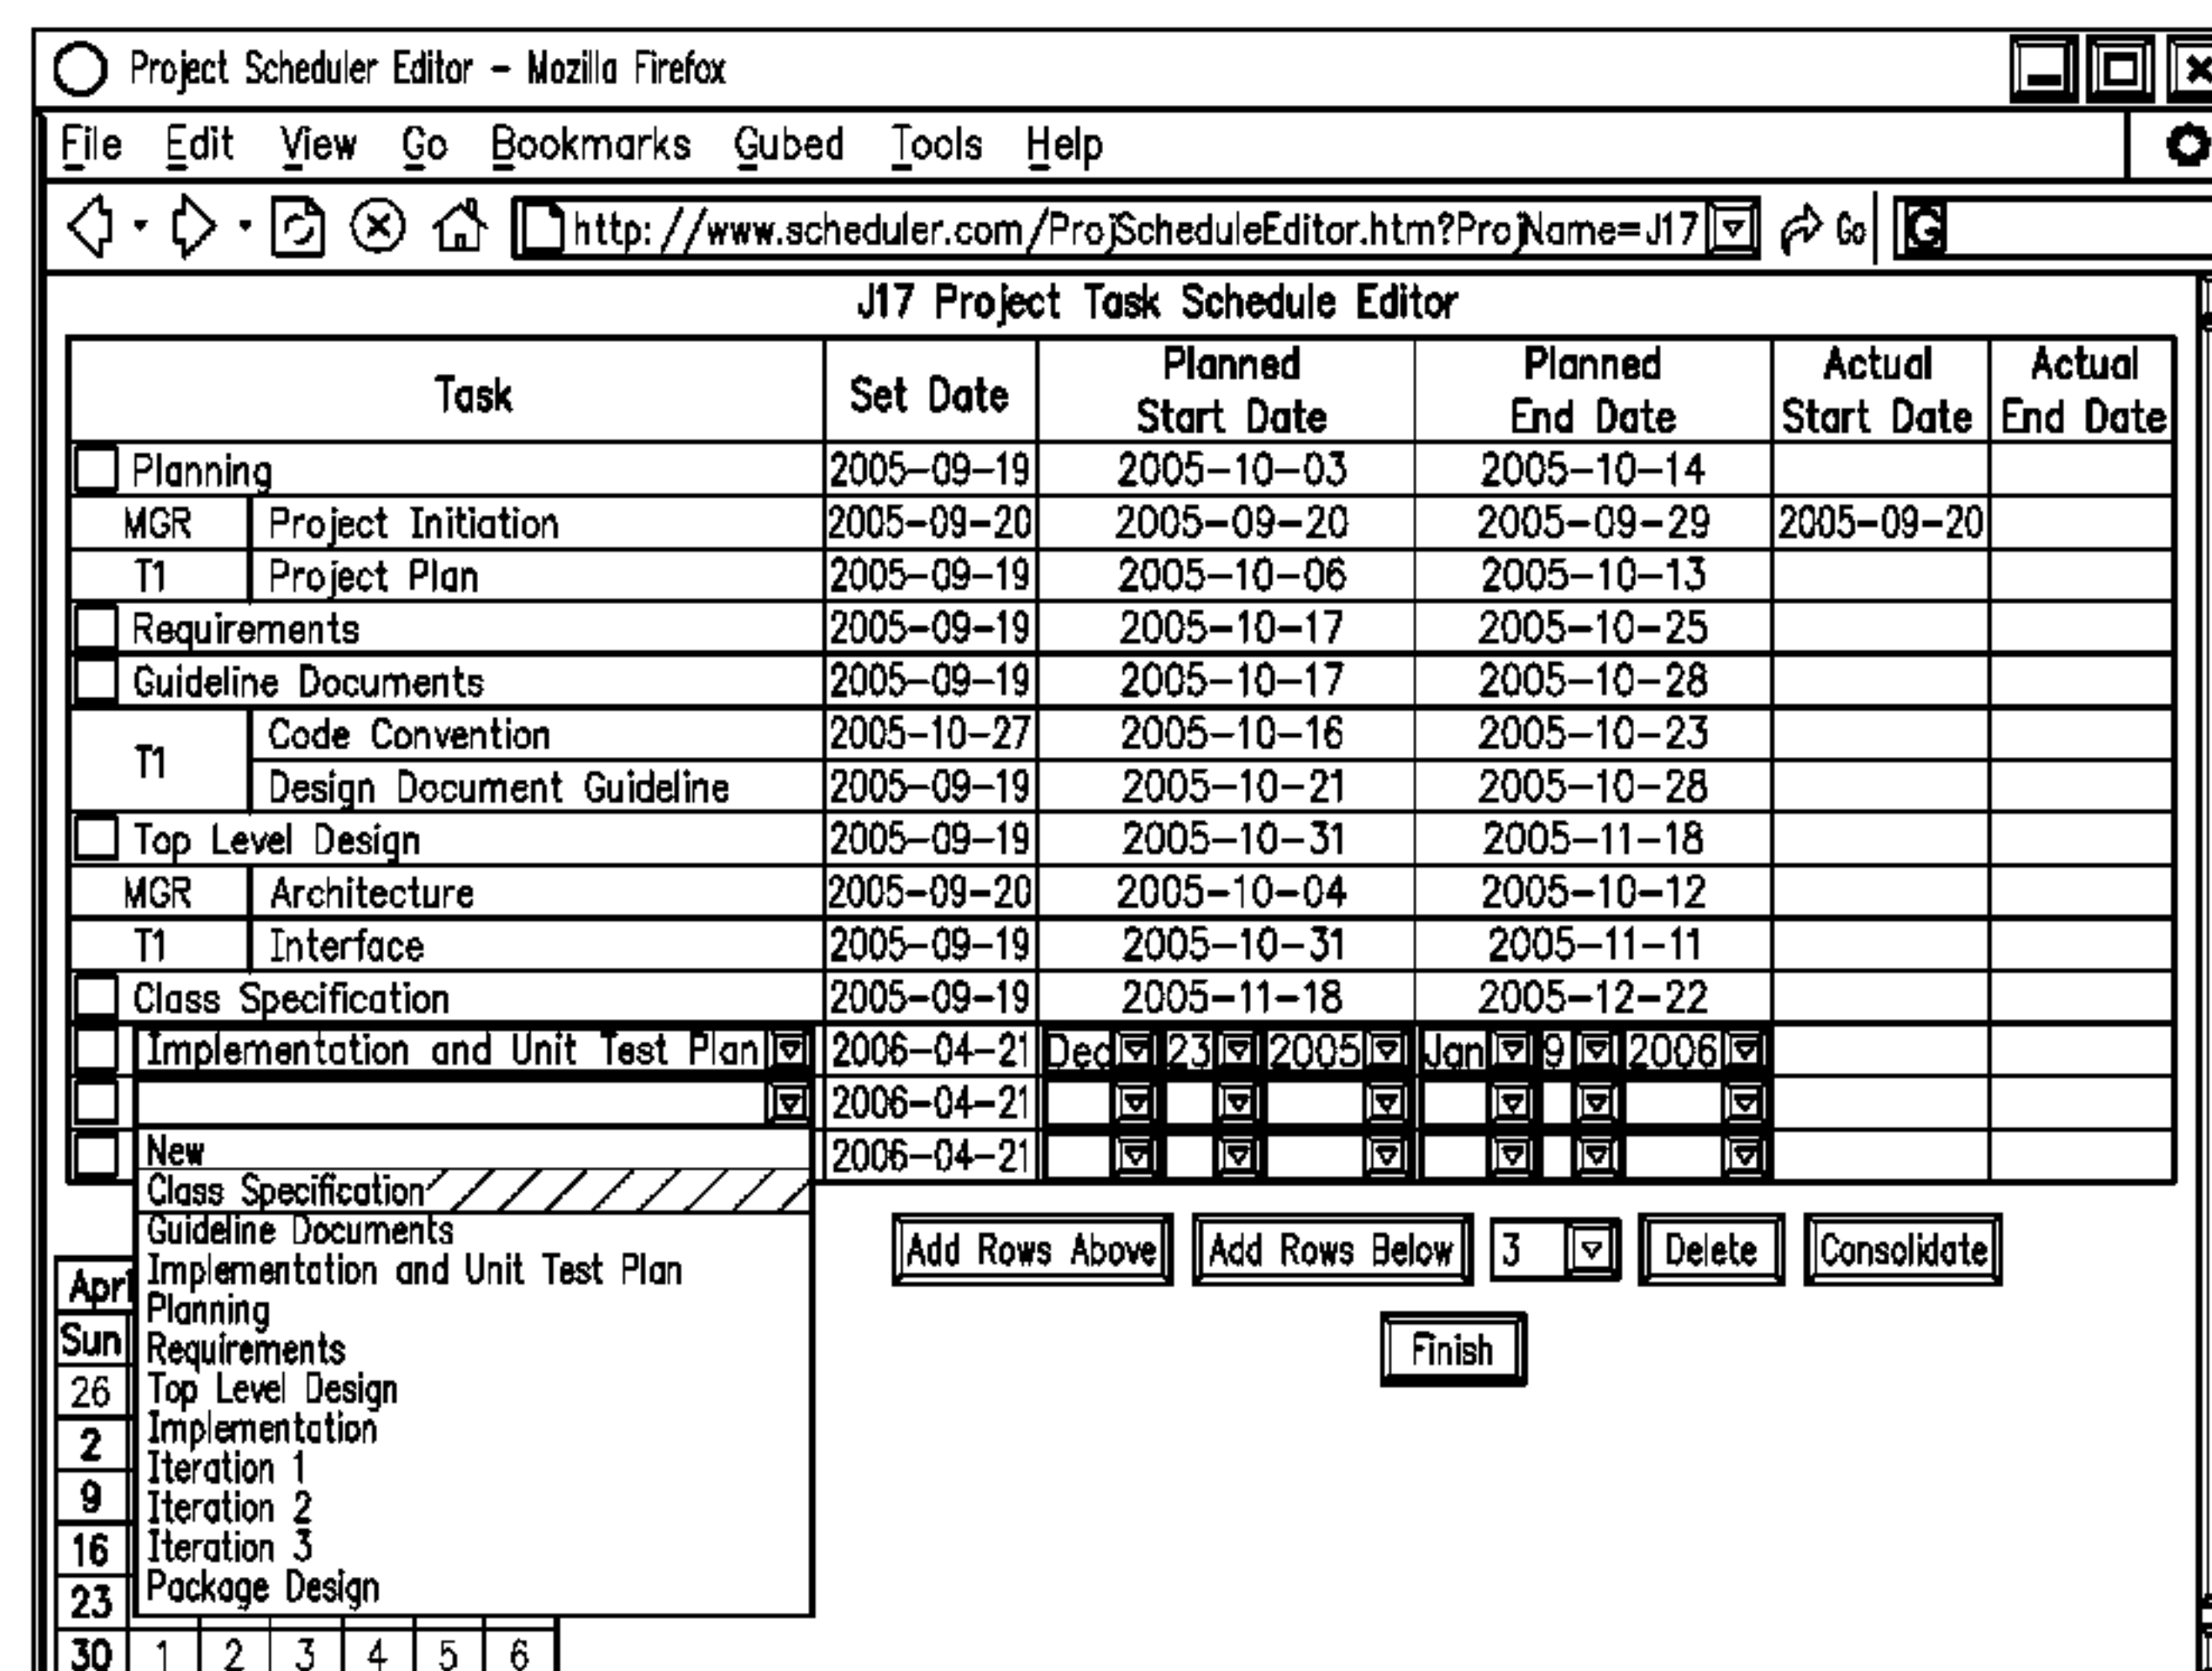 Project Scheduler Editor – Mozilla Firefox
File Edit View Go Bookmarks Gubed Tools Help
http: //www.scheduler.com/ProjScheduleEditor.htm?ProjName=J17 Go G
J17 Project Task Schedule Editor
Task Set Date Planned Start Date Planned End Date Actual Start Date Actual End Date
Planning 2005-09-19 2005-10-03 2005-10-14
MGR Project Initiation 2005-09-20 2005-09-20 2005-09-29 2005-09-20
T1 Project Plan 2005-09-19 2005-10-06 2005-10-13
Requirements 2005-09-19 2005-10-17 2005-10-25
Guideline Documents 2005-09-19 2005-10-17 2005-10-28
T1 Code Convention 2005-10-27 2005-10-16 2005-10-23
Design Document Guideline 2005-09-19 2005-10-21 2005-10-28
Top Level Design 2005-09-19 2005-10-31 2005-11-18
MGR Architecture 2005-09-20 2005-10-04 2005-10-12
T1 Interface 2005-09-19 2005-10-31 2005-11-11
Class Specification 2005-09-19 2005-11-18 2005-12-22
Implementation and Unit Test Plan 2006-04-21 Dec 23 2005 Jan 9 2006
2006-04-21
New 2006-04-21
Class Specification
Guideline Documents
Add Rows Above Add Rows Below 3 Delete Consolidate
Implementation and Unit Test Plan
Planning
Requirements
Top Level Design
Implementation
Iteration 1
Iteration 2
Iteration 3
Package Design
Finish
Apri
Sun
26
2
9
16
23
30 1 2 3 4 5 6